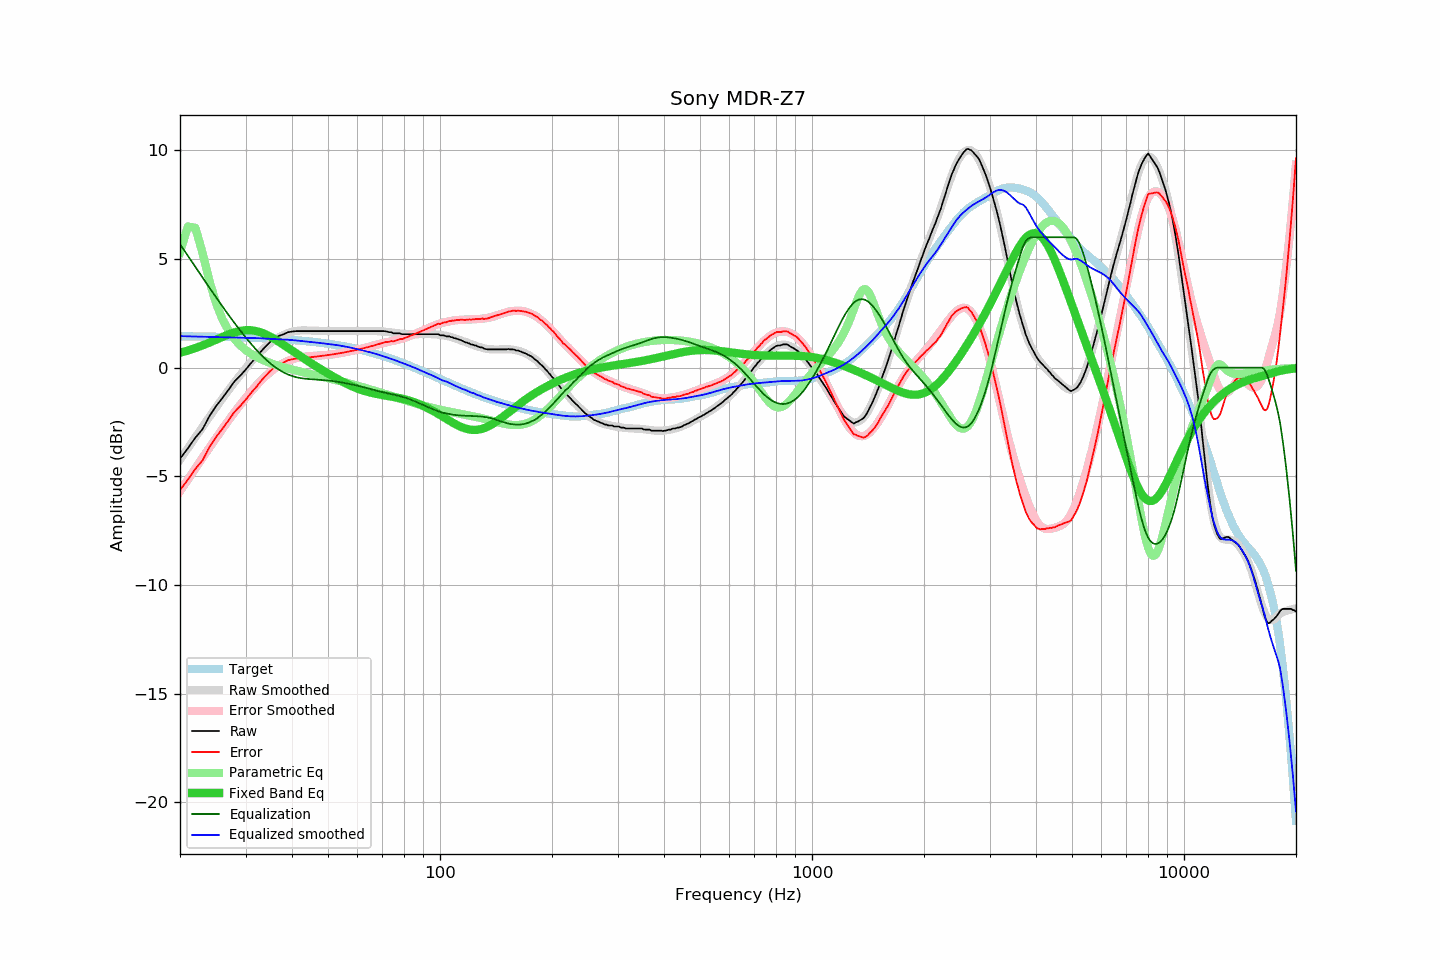 Sony MDR-Z7
10
5
0
−5
−10
−15
−20
Amplitude (dBr)
Target
Raw Smoothed
Error Smoothed
Raw
Error
Parametric Eq
Fixed Band Eq
Equalization
Equalized smoothed
100
1000
10000
Frequency (Hz)